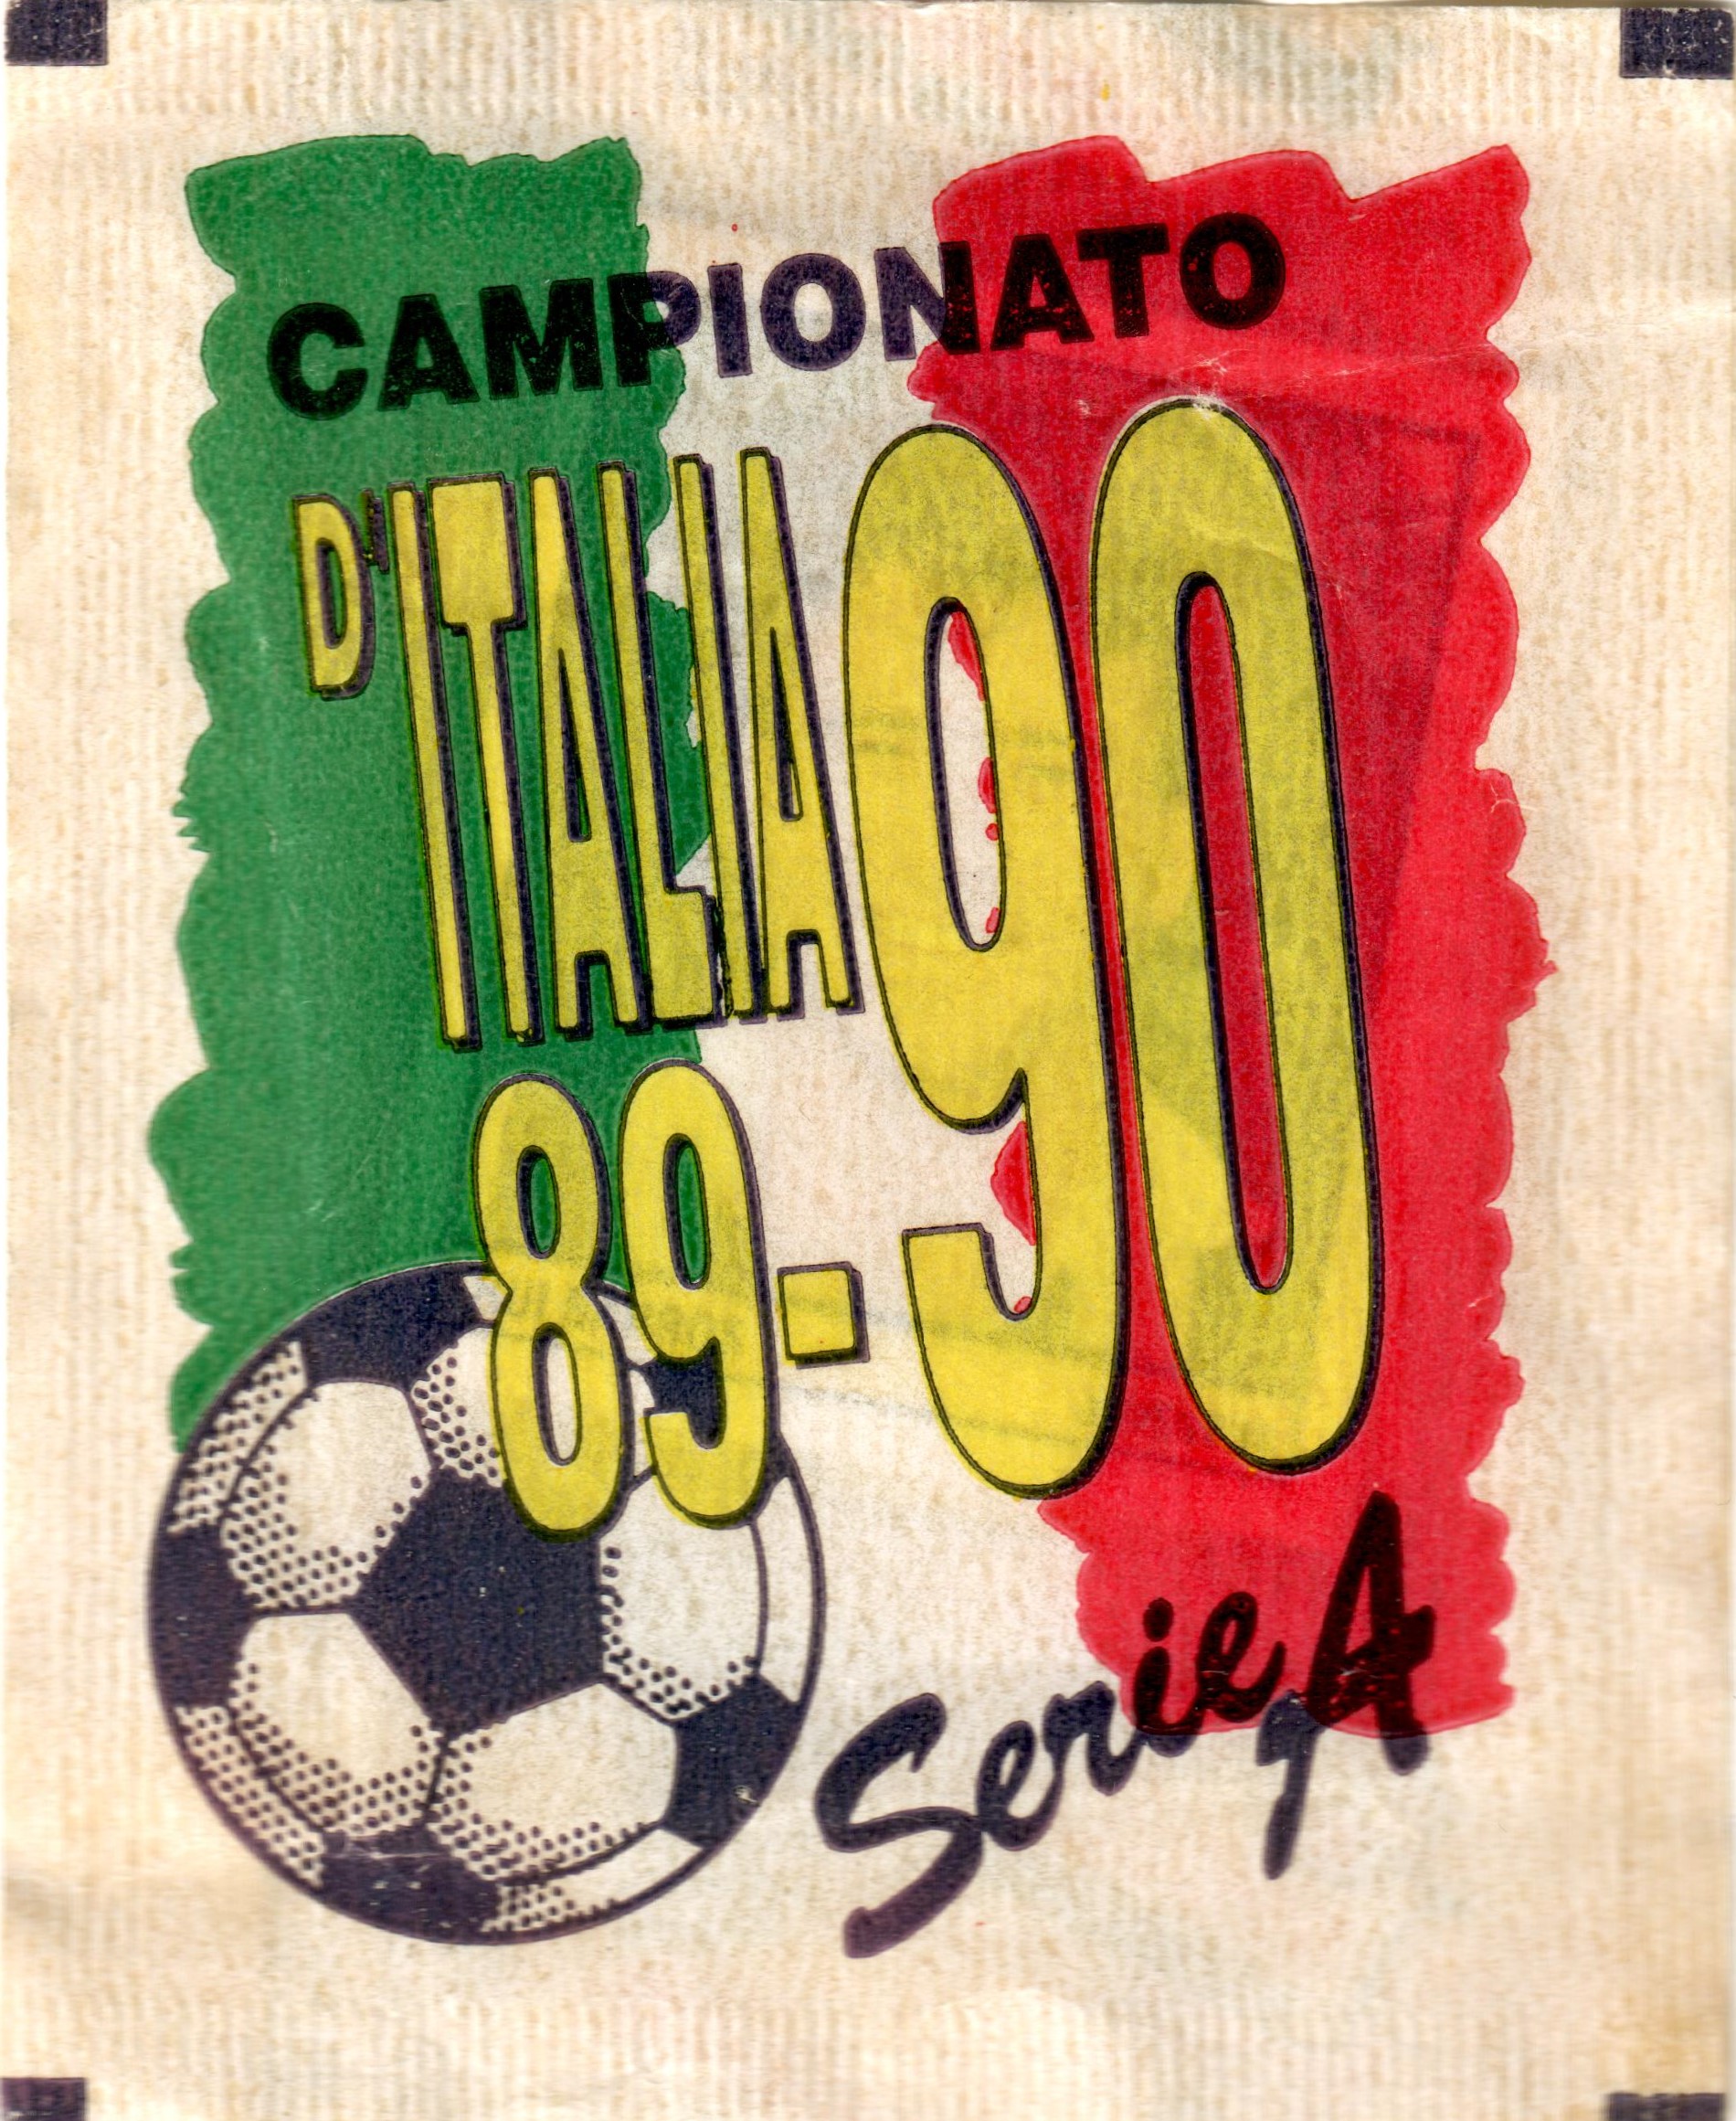 CAMPIONATO
D'ITALIA
89-90
Serie A